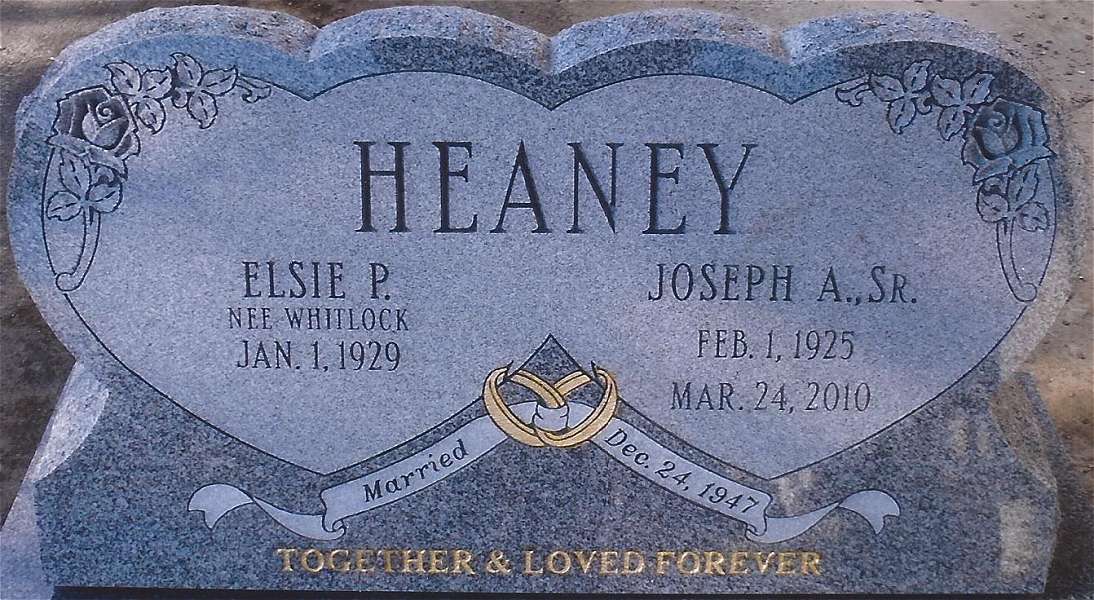 HEANEY
ELSIE P.
NEE WHITLOCK
JAN. 1, 1929
JOSEPH A., SR.
FEB. 1, 1925
MAR. 24, 2010
Married
Dec. 24, 1947
TOGETHER & LOVED FOREVER